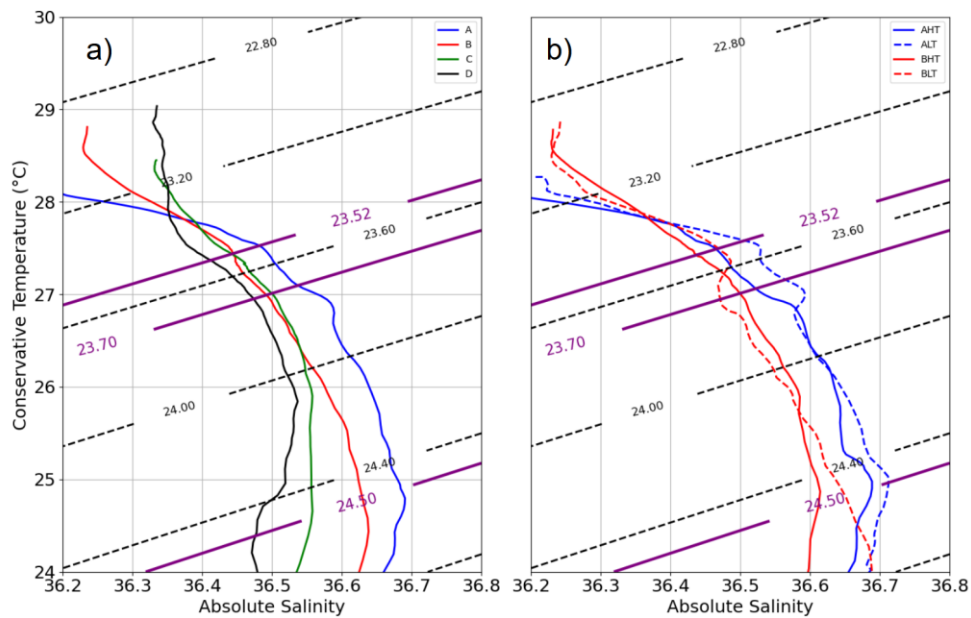 a)
A
B
C
D
22.80
23.20
23.52
23.60
23.70
24.00
24.40
24.50
30
29
28
27
26
25
24
Conservative Temperature (°C)
36.2 36.3 36.4 36.5 36.6 36.7 36.8
Absolute Salinity
b)
AHT
ALT
BHT
BLT
22.80
23.20
23.52
23.60
23.70
24.00
24.40
24.50
36.2 36.3 36.4 36.5 36.6 36.7 36.8
Absolute Salinity